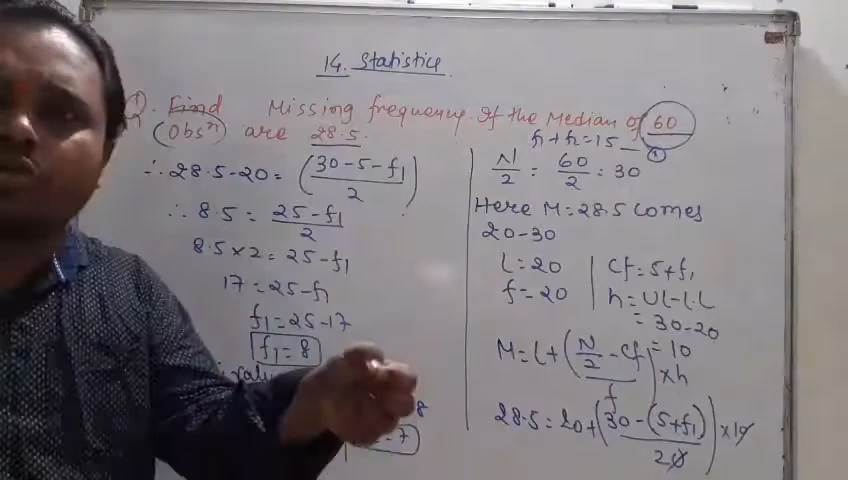 14. Statistics
①. Find Missing frequency. If the Median of 60
(Obsⁿ) are 28.5.
∴ 28.5-20= (30-5-f₁/2)
∴ 8.5 = 25-f₁/2
8.5×2=25-f₁
17=25-f₁
f₁=25-17
f₁=8
8
7
f₁+f₂=15
①
N/2 = 60/2 = 30
Here M=28.5 comes
20-30
l=20
f=20
Cf=5+f₁
h=UL-L.L
=30-20
=10
M=l+(N/2-Cf/f)×h
28.5=20+(30-(5+f₁)/20)×10